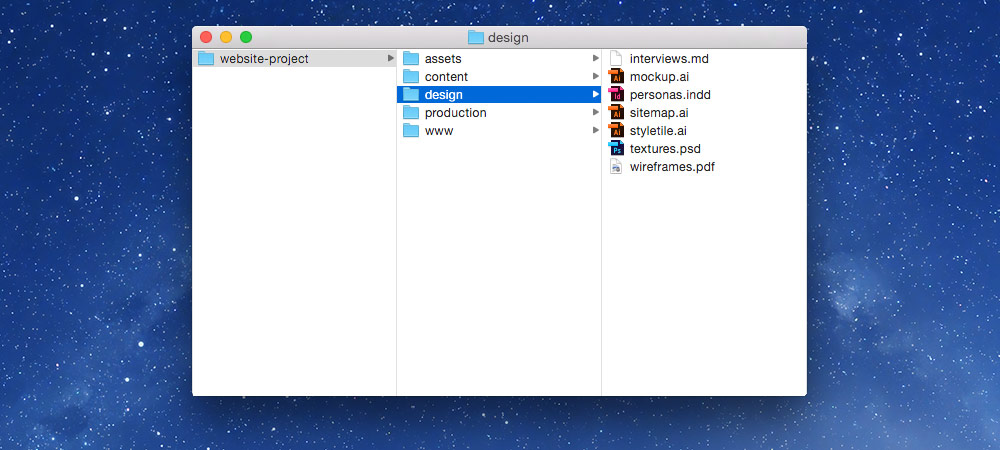 design
website-project
assets
content
design
production
www
interviews.md
mockup.ai
personas.indd
sitemap.ai
styletile.ai
textures.psd
wireframes.pdf
Ai
Id
Ai
Ai
Ps